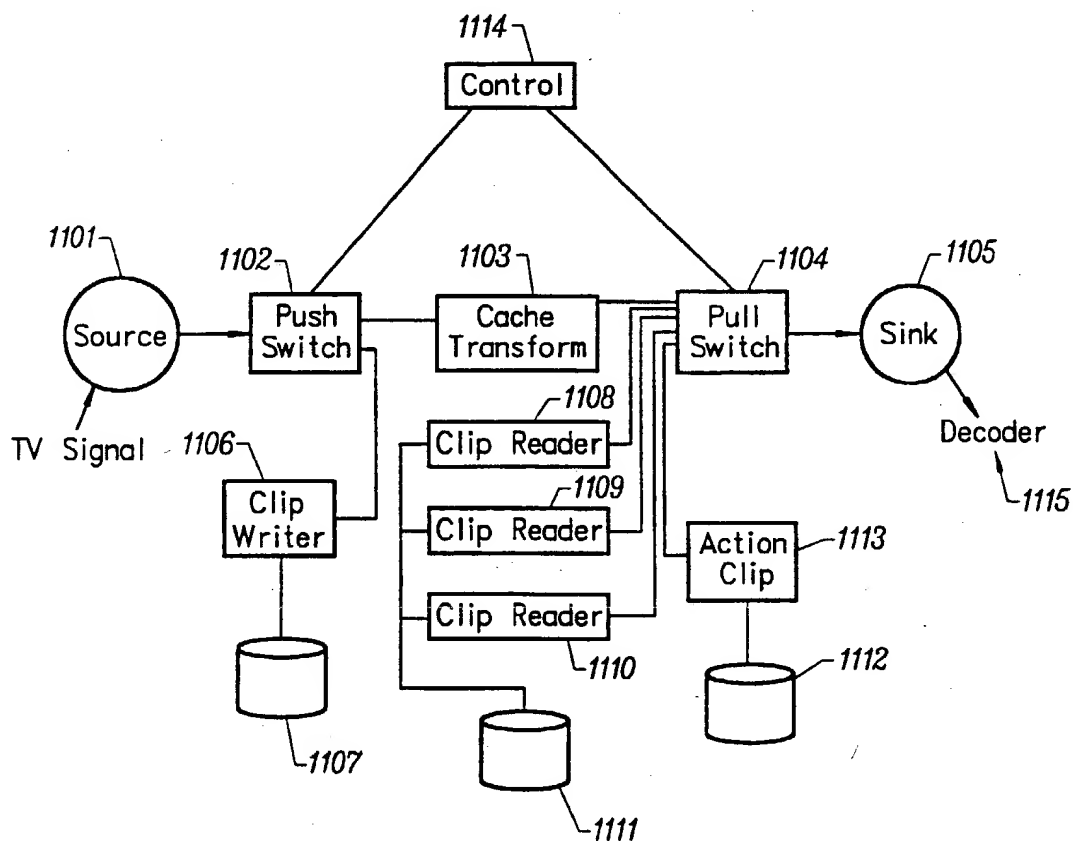 1114
Control
1101
1102
1103
1104
1105
Source
Push
Switch
Cache
Transform
Pull
Switch
Sink
TV Signal
1106
1108
Clip Reader
Decoder
1115
Clip
Writer
1109
Clip Reader
Action
Clip
1113
Clip Reader
1110
1112
1107
1111